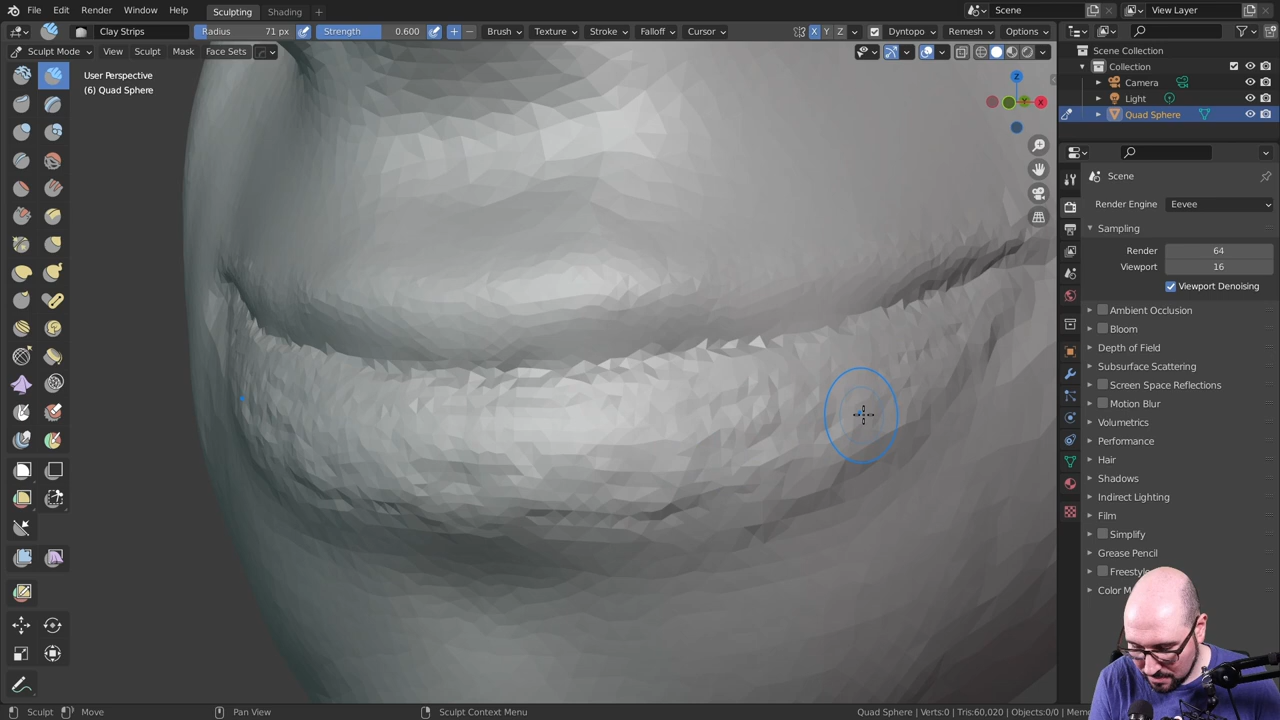 File Edit Render Window Help Sculpting Shading + Scene View Layer
Clay Strips Radius 71 px Strength 0.600 + − Brush Texture Stroke Falloff Cursor X Y Z Dyntopo Remesh Options
Sculpt Mode View Sculpt Mask Face Sets
User Perspective
(6) Quad Sphere
Z
Y X
Scene Collection
Collection
Camera
Light
Quad Sphere
Scene
Render Engine Eevee
Sampling
Render 64
Viewport 16
Viewport Denoising
Ambient Occlusion
Bloom
Depth of Field
Subsurface Scattering
Screen Space Reflections
Motion Blur
Volumetrics
Performance
Hair
Shadows
Indirect Lighting
Film
Simplify
Grease Pencil
Freestyle
Color M
Sculpt Move Pan View Sculpt Context Menu Quad Sphere | Verts:0 | Tris:60,020 | Objects:0/0 | Mem